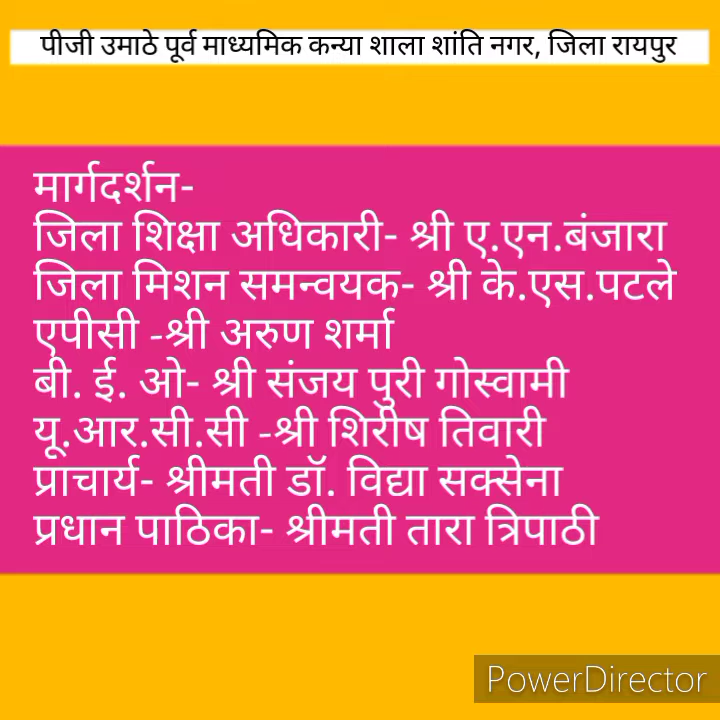 पीजी उमाठे पूर्व माध्यमिक कन्या शाला शांति नगर, जिला रायपुर
मार्गदर्शन-
जिला शिक्षा अधिकारी- श्री ए.एन.बंजारा
जिला मिशन समन्वयक- श्री के.एस.पटले
एपीसी -श्री अरुण शर्मा
बी. ई. ओ- श्री संजय पुरी गोस्वामी
यू.आर.सी.सी -श्री शिरीष तिवारी
प्राचार्य- श्रीमती डॉ. विद्या सक्सेना
प्रधान पाठिका- श्रीमती तारा त्रिपाठी
PowerDirector